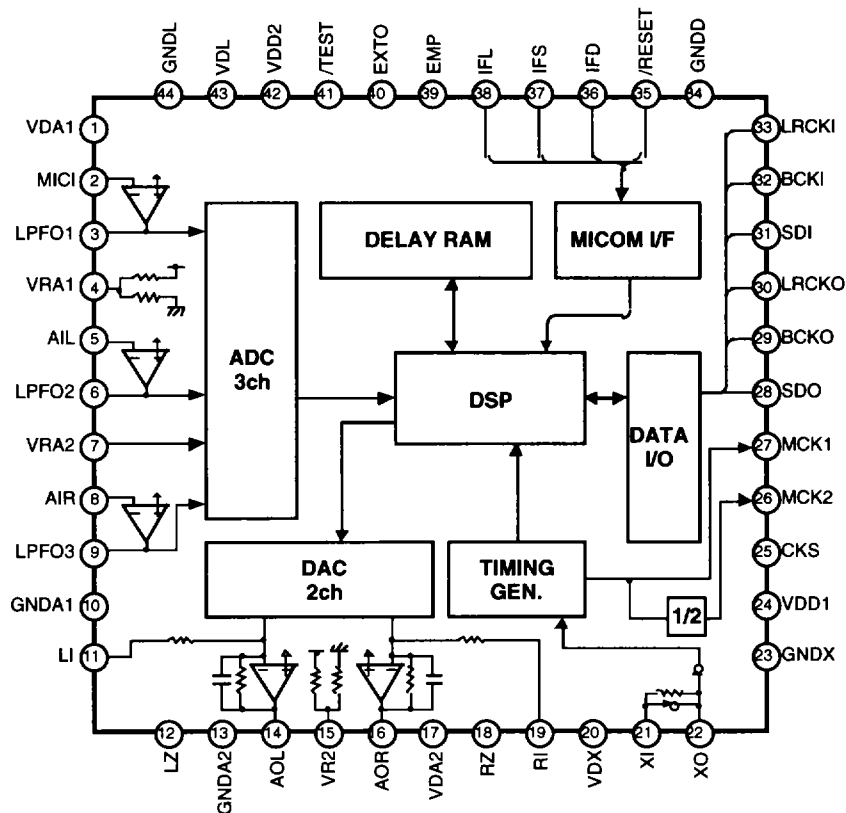 GNDL
VDL
VDD2
/TEST
EXTO
EMP
IFL
IFS
IFD
/RESET
GNDD
44
43
42
41
40
39
38
37
36
35
34
VDA1 1
MICI 2
LPFO1 3
VRA1 4
AIL 5
LPFO2 6
VRA2 7
AIR 8
LPFO3 9
GNDA1 10
LI 11
33 LRCKI
32 BCKI
31 SDI
30 LRCKO
29 BCKO
28 SDO
27 MCK1
26 MCK2
25 CKS
24 VDD1
23 GNDX
DELAY RAM
MICOM I/F
ADC
3ch
DSP
DATA
I/O
DAC
2ch
TIMING
GEN.
1/2
12
13
14
15
16
17
18
19
20
21
22
LZ
GNDA2
AOL
VR2
AOR
VDA2
RZ
RI
VDX
XI
XO